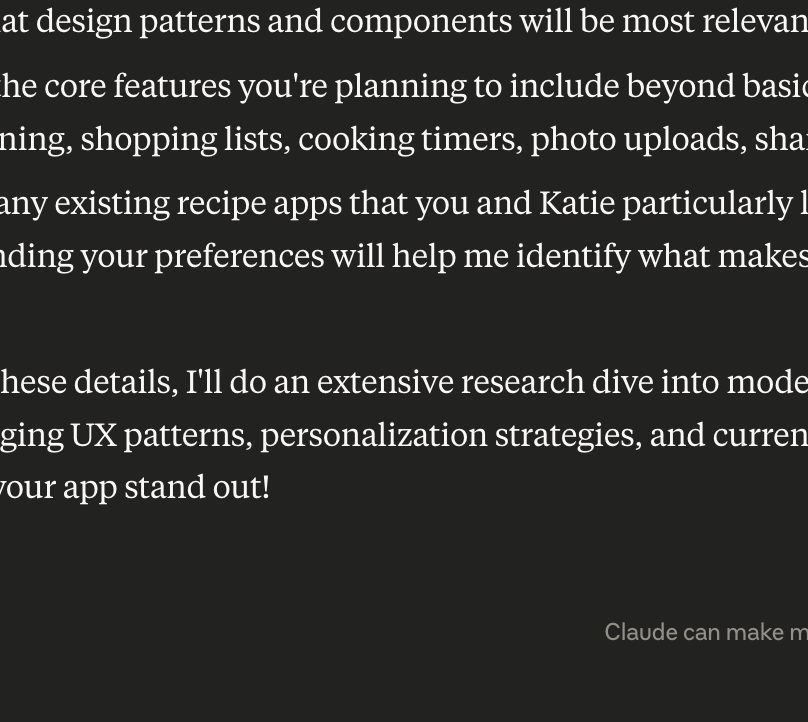 at design patterns and components will be most relevan
the core features you're planning to include beyond basic
ning, shopping lists, cooking timers, photo uploads, sha
any existing recipe apps that you and Katie particularly l
nding your preferences will help me identify what makes
hese details, I'll do an extensive research dive into mode
ging UX patterns, personalization strategies, and curren
your app stand out!
Claude can make m